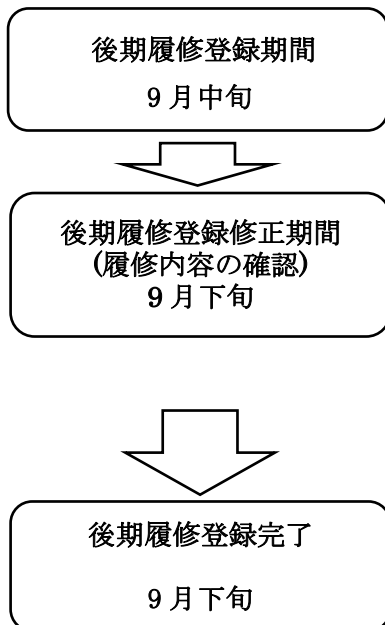 後期履修登録期間
9月中旬
後期履修登録修正期間
(履修内容の確認)
9月下旬
後期履修登録完了
9月下旬